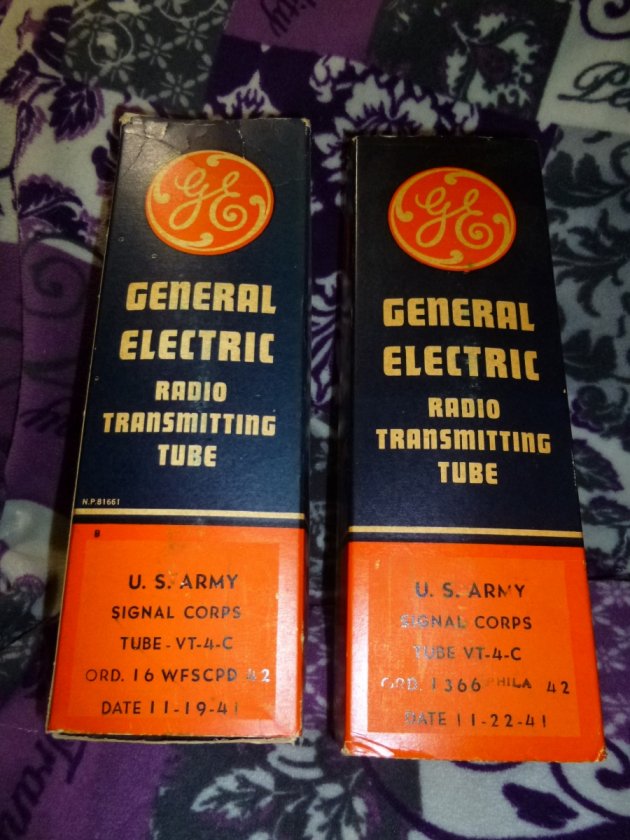 GE
GENERAL
ELECTRIC
RADIO
TRANSMITTING
TUBE
N.P.81661
8
U. S. ARMY
SIGNAL CORPS
TUBE - VT-4-C
ORD. 16 WFSCPD 42
DATE 11-19-41
GE
GENERAL
ELECTRIC
RADIO
TRANSMITTING
TUBE
U. S. ARMY
SIGNAL CORPS
TUBE VT-4-C
ORD. 1366 PHILA 42
DATE 11-22-41